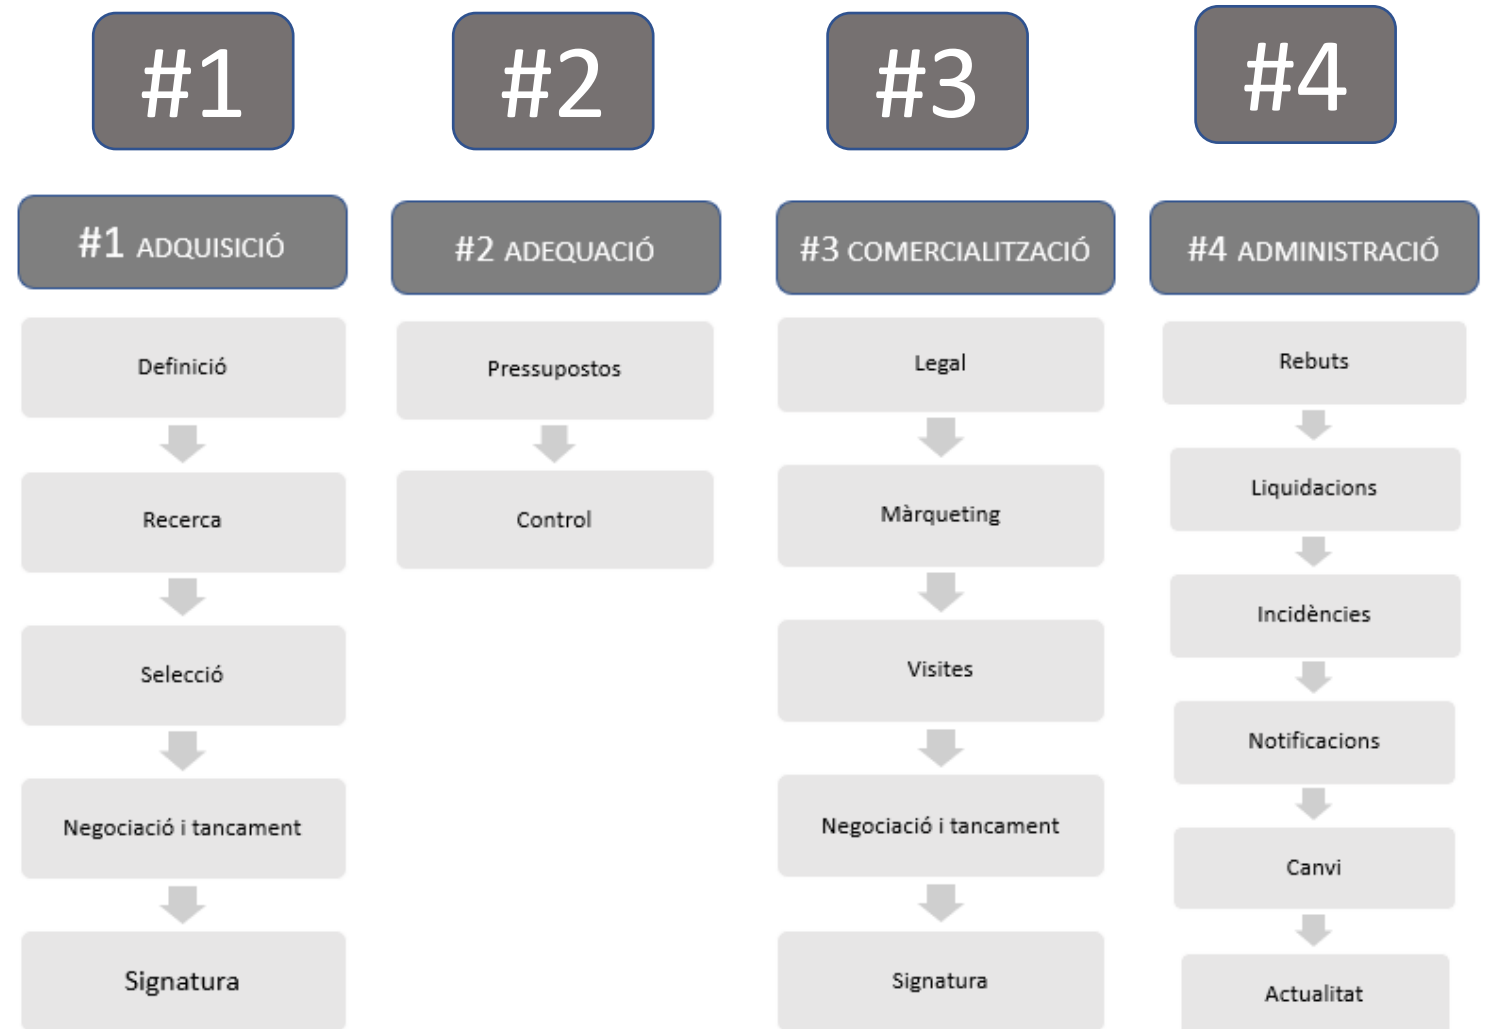 #1
#2
#3
#4
#1 ADQUISICIÓ
Definició
Recerca
Selecció
Negociació i tancament
Signatura
#2 ADEQUACIÓ
Pressupostos
Control
#3 COMERCIALITZACIÓ
Legal
Màrqueting
Visites
Negociació i tancament
Signatura
#4 ADMINISTRACIÓ
Rebuts
Liquidacions
Incidències
Notificacions
Canvi
Actualitat